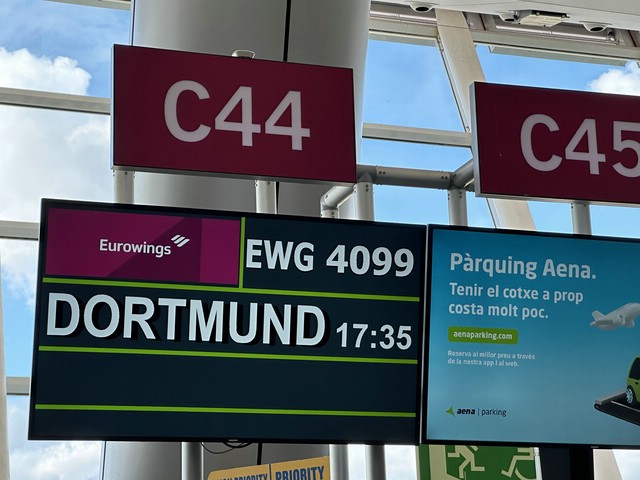 C44
C45
Eurowings
EWG 4099
DORTMUND 17:35
Pàrquing Aena.
Tenir el cotxe a prop
costa molt poc.
aenaparking.com
Reserva al millor preu a través
de la nostra app i al web.
aena | parking
PRIORITY
PRIORITY